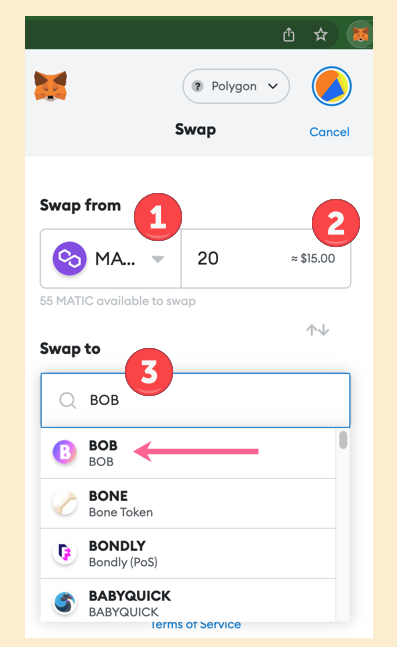 ? Polygon
Swap
Cancel
Swap from
1
2
MA...
20
≈ $15.00
55 MATIC available to swap
Swap to
3
BOB
BOB
BOB
BONE
Bone Token
BONDLY
Bondly (PoS)
BABYQUICK
BABYQUICK
Terms of Service